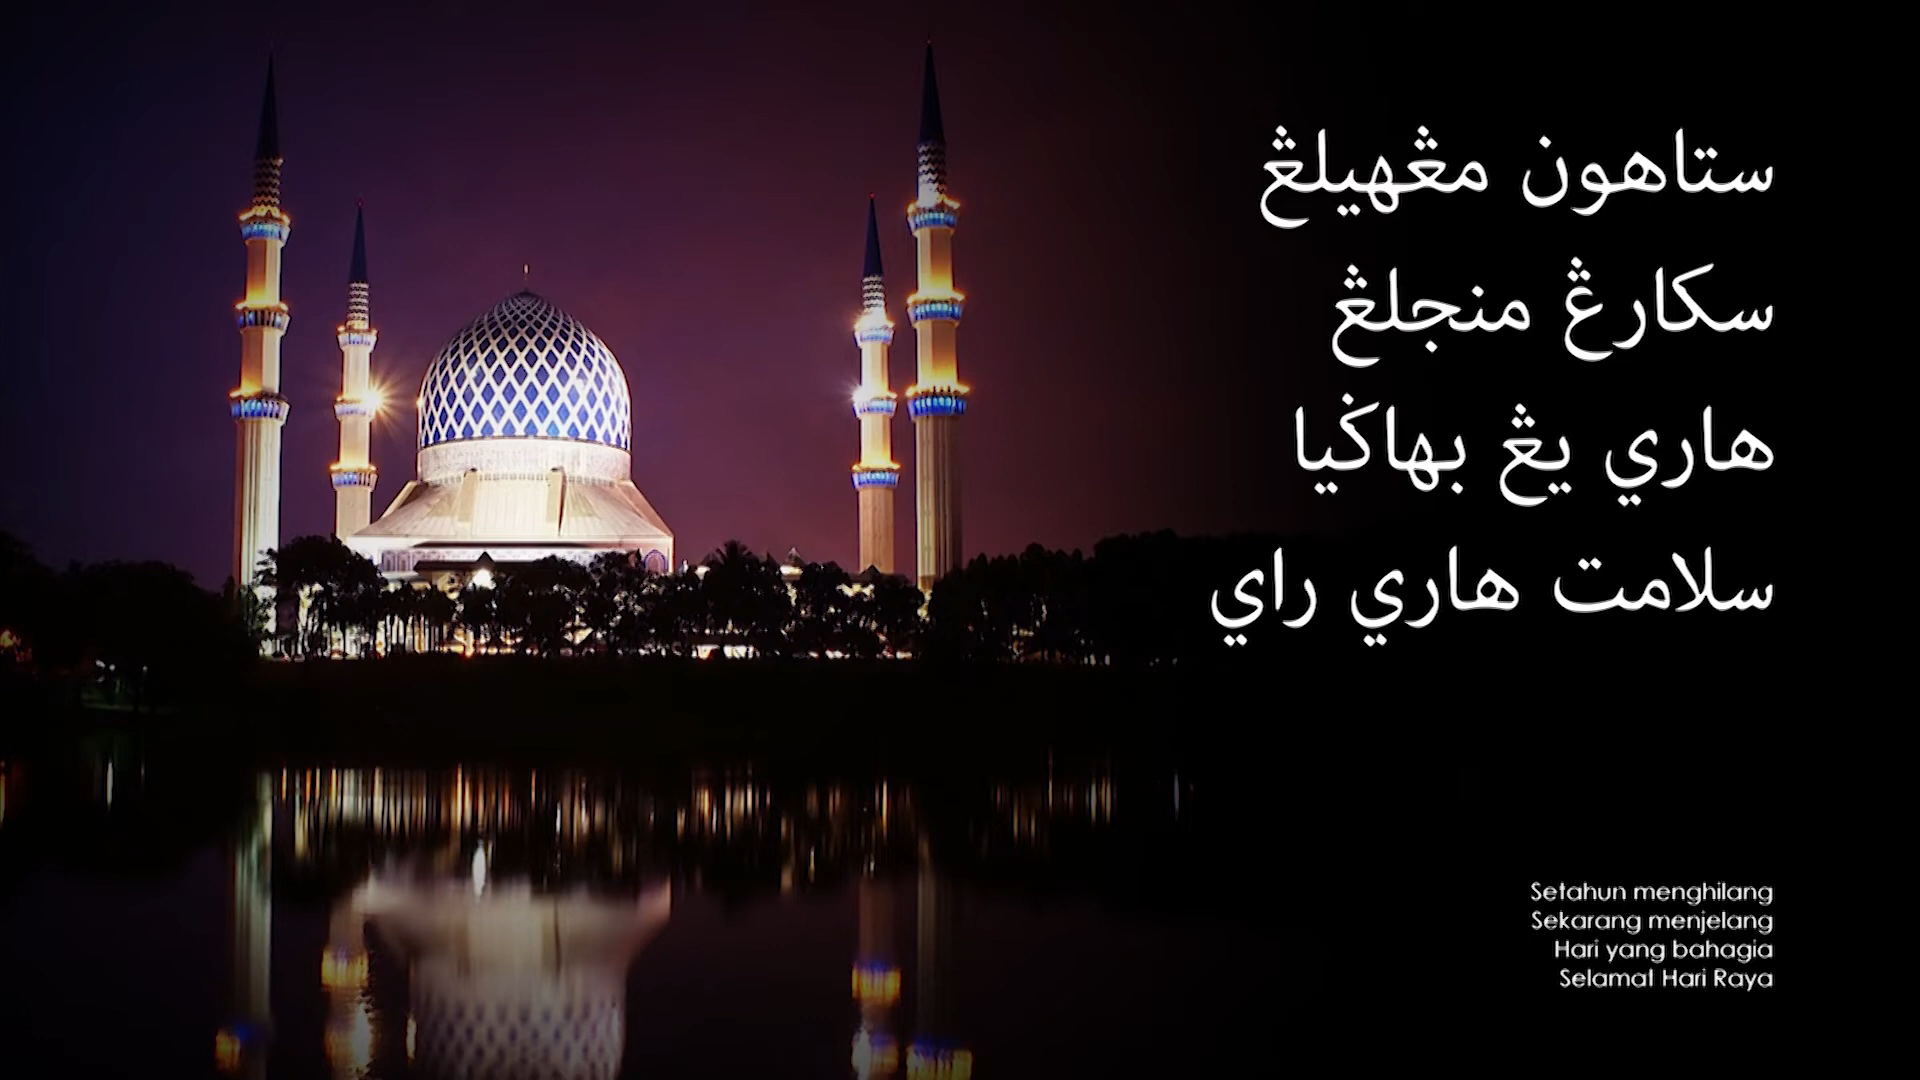 ستاهون مڠهيلڠ
سکارڠ منجلڠ
هاري يڠ بهاݢيا
سلامت هاري راي
Setahun menghilang
Sekarang menjelang
Hari yang bahagia
Selamat Hari Raya